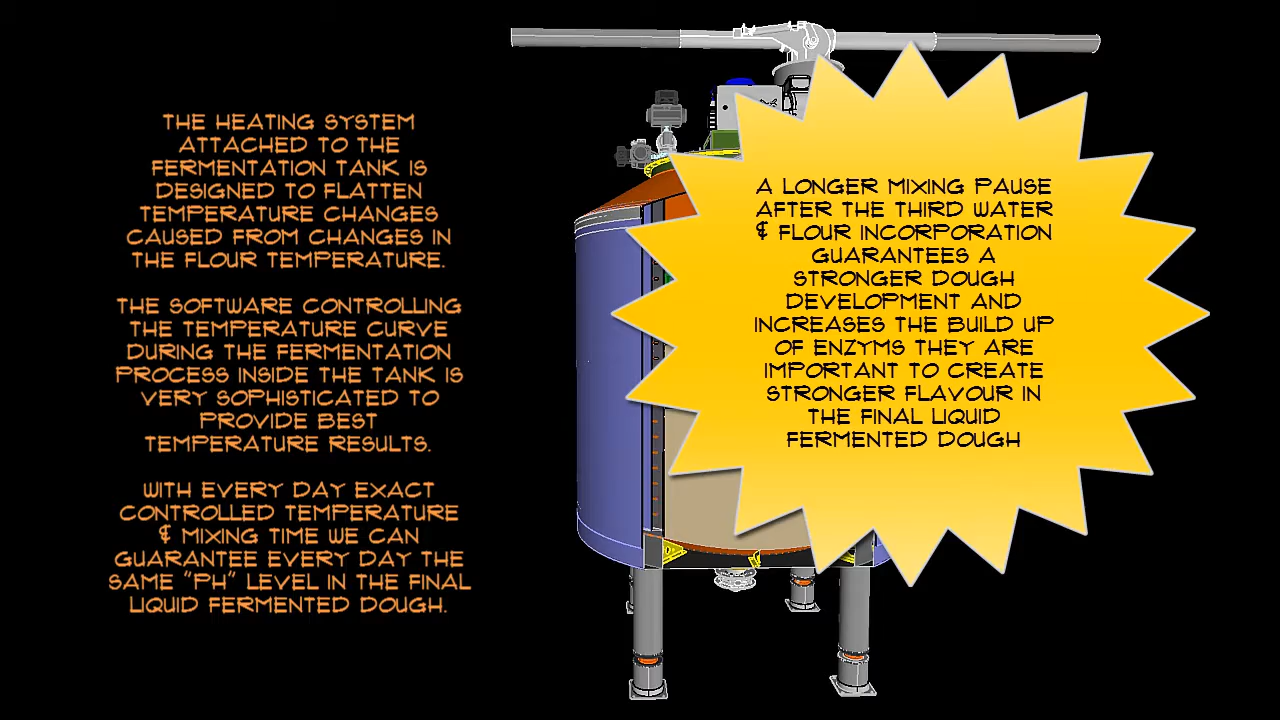 THE HEATING SYSTEM
ATTACHED TO THE
FERMENTATION TANK IS
DESIGNED TO FLATTEN
TEMPERATURE CHANGES
CAUSED FROM CHANGES IN
THE FLOUR TEMPERATURE.
THE SOFTWARE CONTROLLING
THE TEMPERATURE CURVE
DURING THE FERMENTATION
PROCESS INSIDE THE TANK IS
VERY SOPHISTICATED TO
PROVIDE BEST
TEMPERATURE RESULTS.
WITH EVERY DAY EXACT
CONTROLLED TEMPERATURE
& MIXING TIME WE CAN
GUARANTEE EVERY DAY THE
SAME "PH" LEVEL IN THE FINAL
LIQUID FERMENTED DOUGH.
A LONGER MIXING PAUSE
AFTER THE THIRD WATER
& FLOUR INCORPORATION
GUARANTEES A
STRONGER DOUGH
DEVELOPMENT AND
INCREASES THE BUILD UP
OF ENZYMS THEY ARE
IMPORTANT TO CREATE
STRONGER FLAVOUR IN
THE FINAL LIQUID
FERMENTED DOUGH